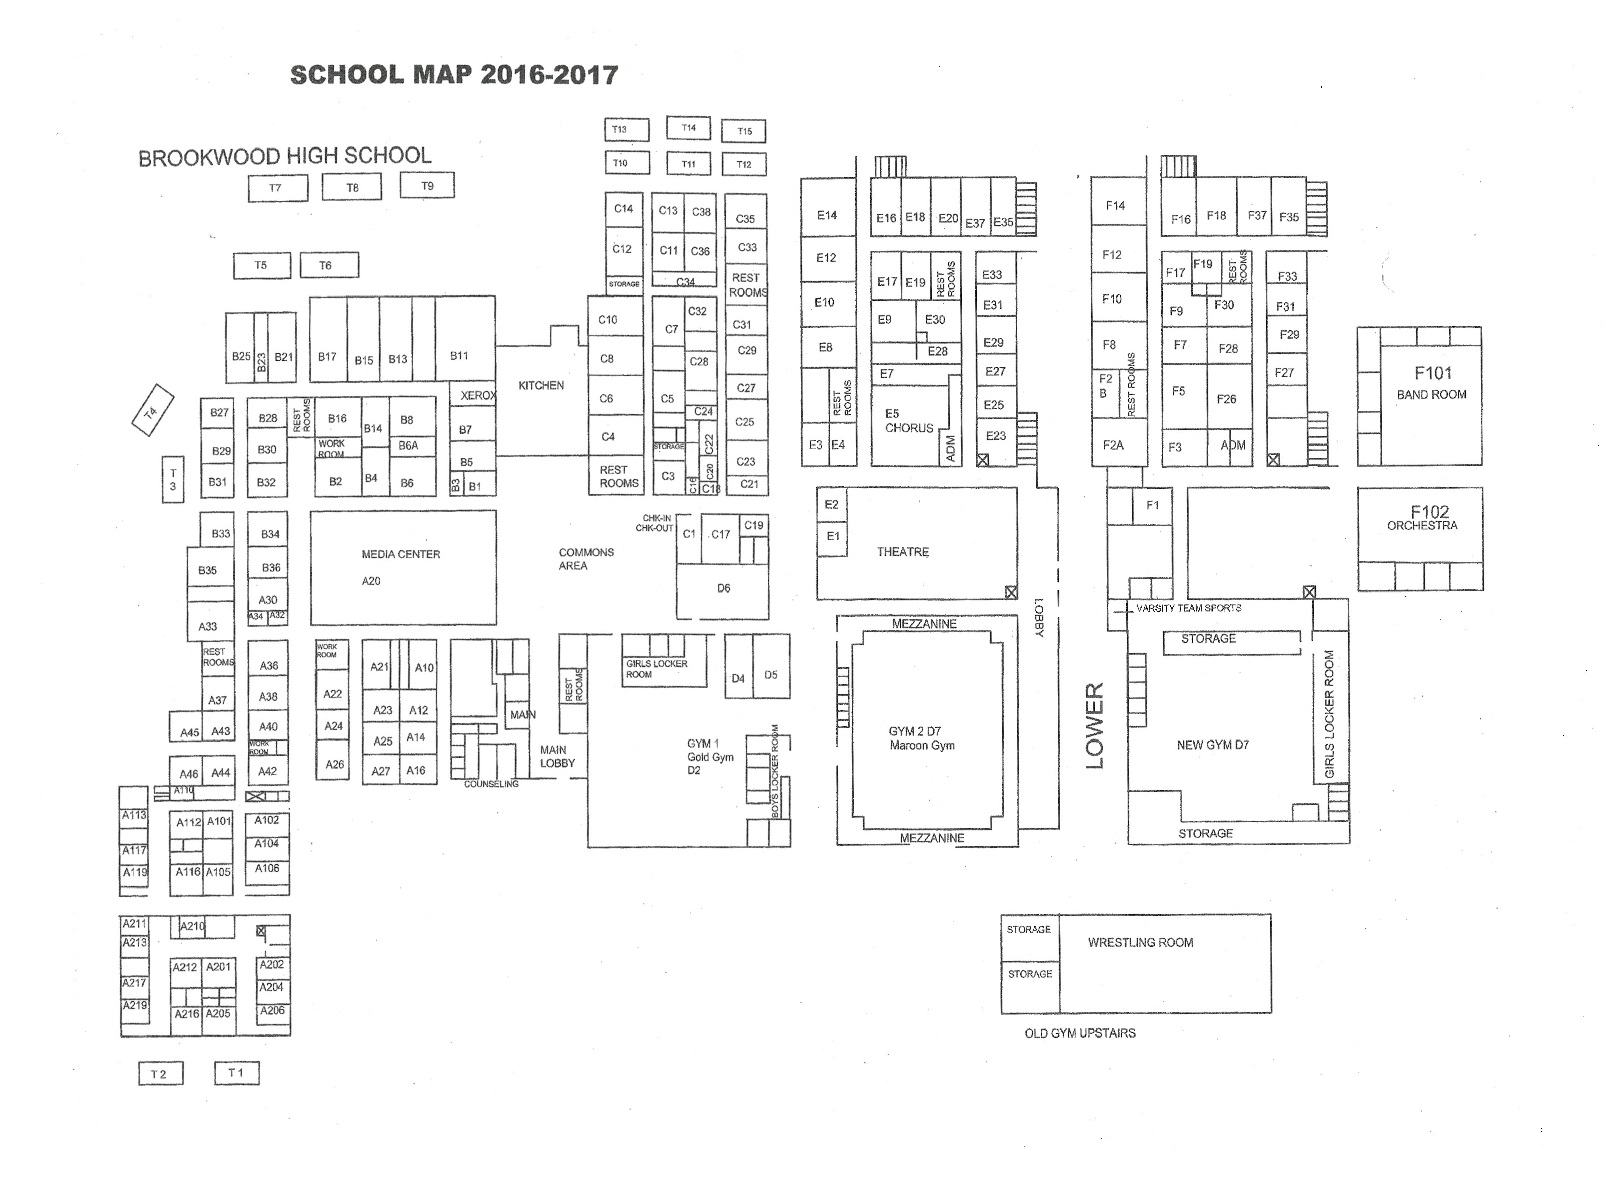 SCHOOL MAP 2016-2017
BROOKWOOD HIGH SCHOOL
T13
T14
T15
T10
T11
T12
T7
T8
T9
T5
T6
T4
T
3
C14
C13
C38
C35
C12
C11
C36
C33
STORAGE
C34
REST
ROOMS
C10
C7
C32
C31
C8
C28
C29
C6
C5
C27
C24
C25
C4
STORAGE
C22
C23
REST
ROOMS
C3
C16
C20
C18
C21
B25
B23
B21
B17
B15
B13
B11
KITCHEN
XEROX
B27
B28
REST
ROOMS
B16
B14
B8
B7
B29
B30
WORK
ROOM
B6A
B5
B31
B32
B2
B4
B6
B3
B1
B33
B34
MEDIA CENTER
A20
COMMONS
AREA
CHK-IN
CHK-OUT
C1
C17
C19
D6
B35
B36
A30
A34
A32
A33
REST
ROOMS
A36
WORK
ROOM
A21
A10
A37
A38
A22
A23
A12
MAIN
A45
A43
A40
A24
A25
A14
WORK
ROOM
A46
A44
A42
A26
A27
A16
COUNSELING
MAIN
LOBBY
A110
REST
ROOMS
GIRLS LOCKER
ROOM
D4
D5
GYM 1
Gold Gym
D2
BOYS LOCKER ROOM
A113
A112
A101
A102
A117
A104
A119
A116
A105
A106
A211
A210
A213
A212
A201
A202
A217
A204
A219
A216
A205
A206
T 2
T 1
E14
E16
E18
E20
E37
E35
E12
E17
E19
REST
ROOMS
E33
E10
E9
E30
E31
E8
E28
E29
E7
E27
REST
ROOMS
E5
CHORUS
E25
E3
E4
ADM
E23
E2
E1
THEATRE
LOBBY
MEZZANINE
GYM 2 D7
Maroon Gym
MEZZANINE
LOWER
F14
F16
F18
F37
F35
F12
F17
F19
REST
ROOMS
F33
F10
F9
F30
F31
F8
F7
F28
F29
F2
B
REST ROOMS
F5
F26
F27
F2A
F3
ADM
F1
F101
BAND ROOM
F102
ORCHESTRA
VARSITY TEAM SPORTS
STORAGE
GIRLS LOCKER ROOM
NEW GYM D7
STORAGE
STORAGE
WRESTLING ROOM
STORAGE
OLD GYM UPSTAIRS